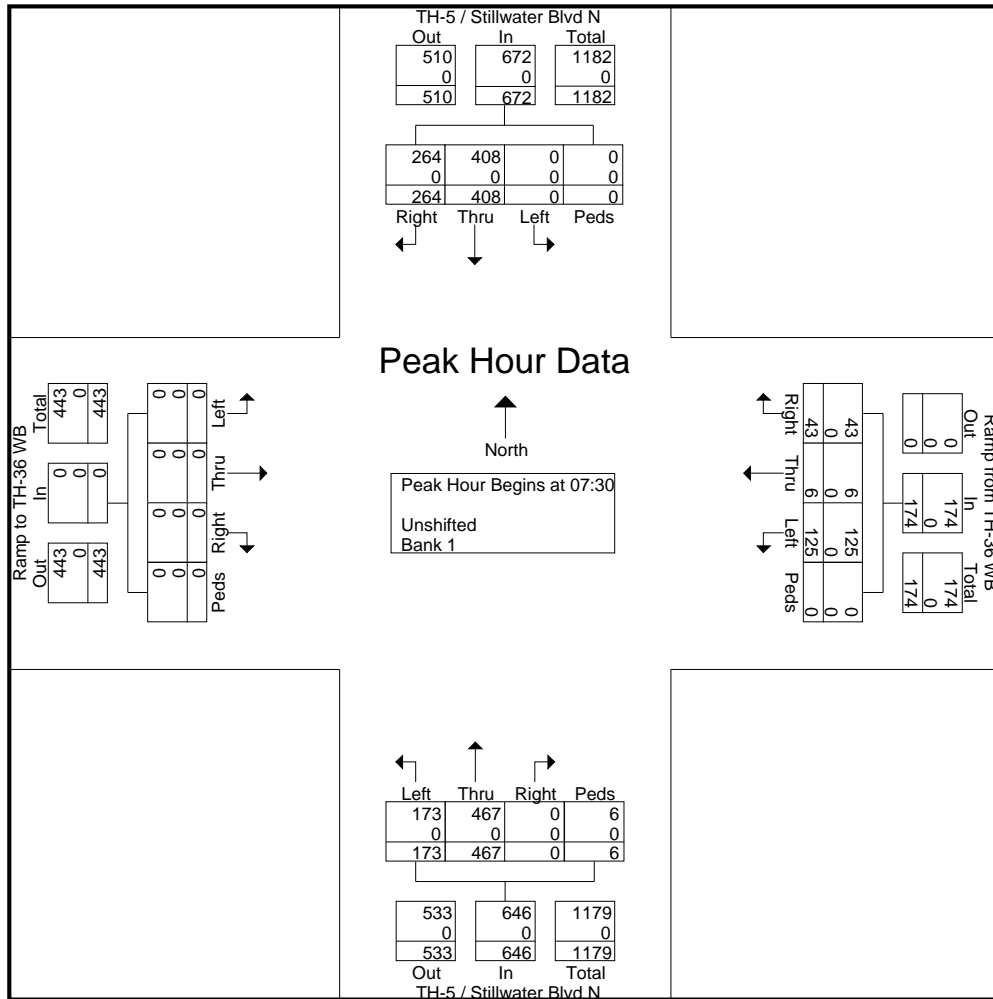 TH-5 / Stillwater Blvd N
Out In Total
510 672 1182
0 0 0
510 672 1182
264 408 0 0
0 0 0 0
264 408 0 0
Right Thru Left Peds
Peak Hour Data
North
Peak Hour Begins at 07:30
Unshifted
Bank 1
Ramp to TH-36 WB
Total In Out
443 0 443
0 0 0
443 0 443
0 0 0 0
0 0 0 0
0 0 0 0
Left Thru Right Peds
Ramp from TH-36 WB
Out In Total
0 174 174
0 0 0
0 174 174
43 6 125 0
0 0 0 0
43 6 125 0
Right Thru Left Peds
Left Thru Right Peds
173 467 0 6
0 0 0 0
173 467 0 6
533 646 1179
0 0 0
533 646 1179
Out In Total
TH-5 / Stillwater Blvd N